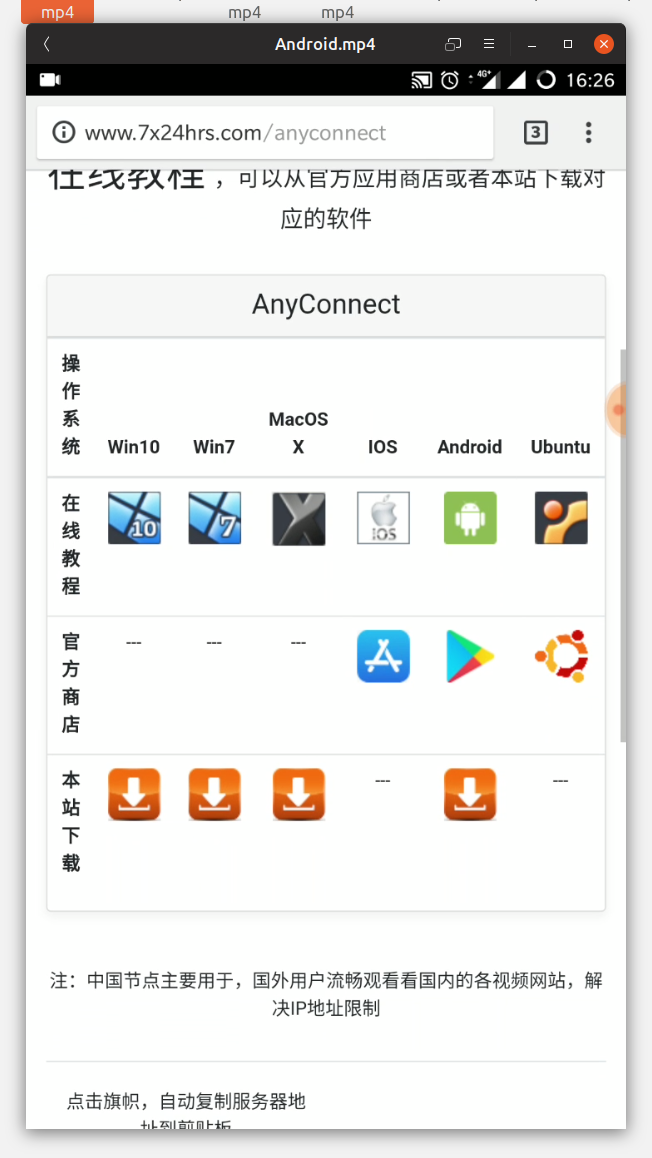 mp4 mp4 mp4
Android.mp4
4G+ 16:26
www.7x24hrs.com/anyconnect 3
在线教程，可以从官方应用商店或者本站下载对
应的软件
AnyConnect
操作系统 Win10 Win7 MacOS X IOS Android Ubuntu
在线教程 10 7 X iOS
官方商店 --- --- ---
本站下载 --- ---
注：中国节点主要用于，国外用户流畅观看看国内的各视频网站，解
决IP地址限制
点击旗帜，自动复制服务器地
址到剪贴板